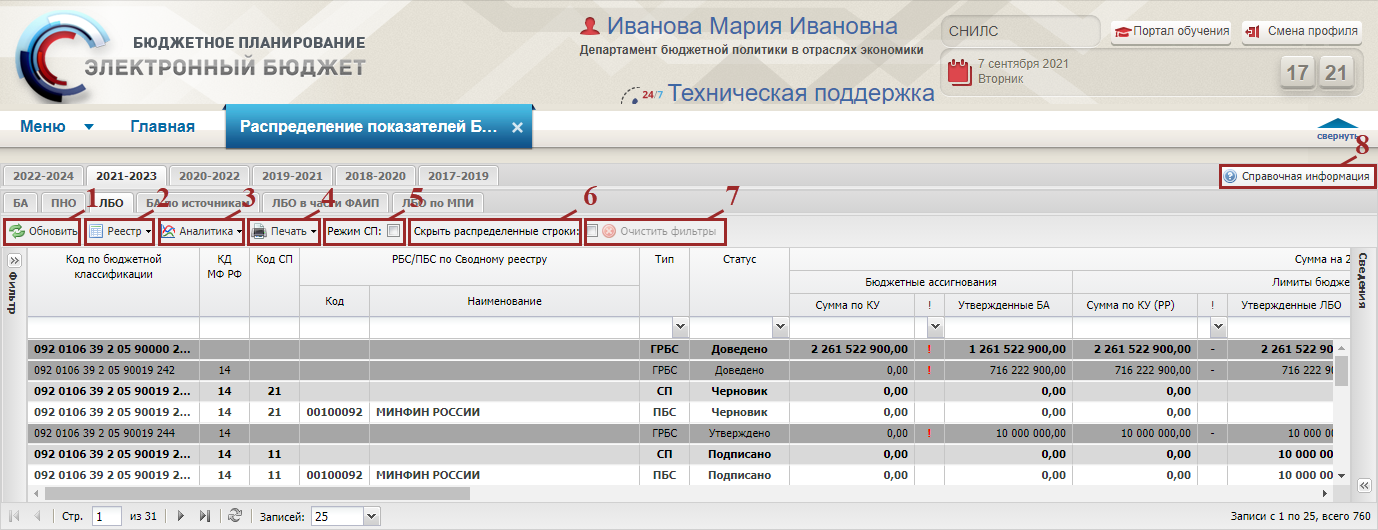 БЮДЖЕТНОЕ ПЛАНИРОВАНИЕ
ЭЛЕКТРОННЫЙ БЮДЖЕТ
Иванова Мария Ивановна
Департамент бюджетной политики в отраслях экономики
24/7 Техническая поддержка
СНИЛС
Портал обучения
Смена профиля
7 сентября 2021
Вторник
17 21
Меню
Главная
Распределение показателей Б...
свернуть
2022-2024 2021-2023 2020-2022 2019-2021 2018-2020 2017-2019
8
Справочная информация
БА ПНО ЛБО БА по источникам ЛБО в части ФАИП ЛБО по МПИ
1 2 3 4 5 6 7
Обновить Реестр Аналитика Печать Режим СП: Скрыть распределенные строки: Очистить фильтры
Фильтр
Сведения
Код по бюджетной классификации КД МФ РФ Код СП РБС/ПБС по Сводному реестру Тип Статус Сумма на 2
Бюджетные ассигнования Лимиты бюдже
Код Наименование Сумма по КУ ! Утвержденные БА Сумма по КУ (РР) ! Утвержденные ЛБО
092 0106 39 2 05 90000 2... ГРБС Доведено 2 261 522 900,00 ! 1 261 522 900,00 2 261 522 900,00 - 2 261 522 90
092 0106 39 2 05 90019 242 14 ГРБС Доведено 0,00 ! 716 222 900,00 716 222 900,00 - 716 222 90
092 0106 39 2 05 90019 2... 14 21 СП Черновик 0,00 0,00 0,00
092 0106 39 2 05 90019 2... 14 21 00100092 МИНФИН РОССИИ ПБС Черновик 0,00 0,00 0,00
092 0106 39 2 05 90019 244 14 ГРБС Утверждено 0,00 ! 10 000 000,00 10 000 000,00 - 10 000 00
092 0106 39 2 05 90019 2... 14 11 СП Подписано 0,00 0,00 0,00 10 000 00
092 0106 39 2 05 90019 2... 14 11 00100092 МИНФИН РОССИИ ПБС Подписано 0,00 0,00 0,00 10 000 00
Стр. 1 из 31 Записей: 25 Записи с 1 по 25, всего 760